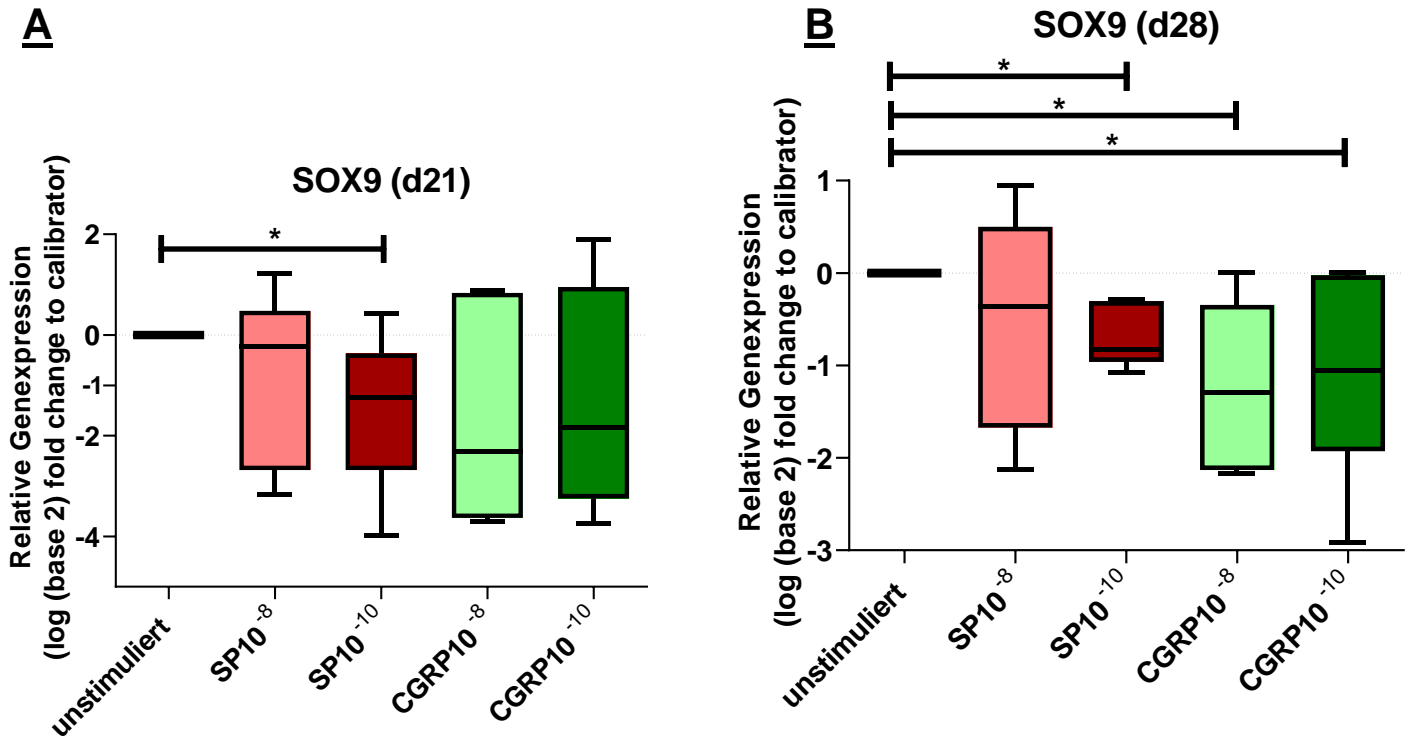 A
SOX9 (d21)
Relative Genexpression
(log (base 2) fold change to calibrator)
2
0
-1
-2
-4
*
unstimuliert
SP10-8
SP10-10
CGRP10-8
CGRP10-10
B
SOX9 (d28)
Relative Genexpression
(log (base 2) fold change to calibrator)
*
*
*
1
0
-1
-2
-3
unstimuliert
SP10-8
SP10-10
CGRP10-8
CGRP10-10